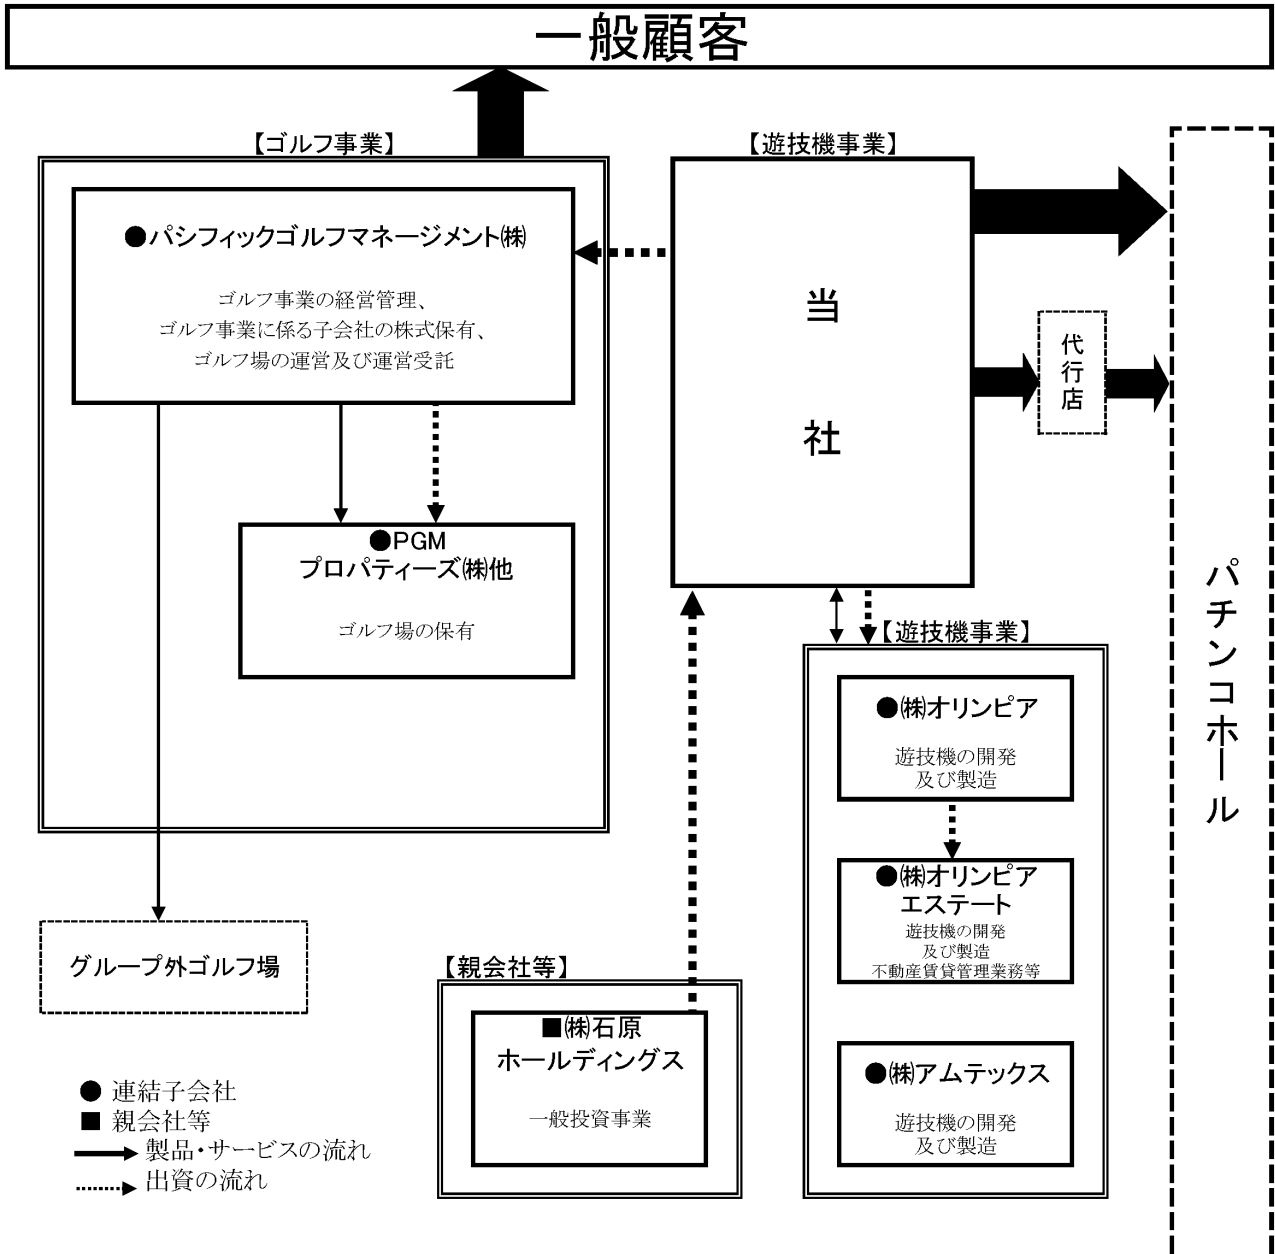 一般顧客
【ゴルフ事業】
●パシフィックゴルフマネージメント㈱
ゴルフ事業の経営管理、
ゴルフ事業に係る子会社の株式保有、
ゴルフ場の運営及び運営受託
●PGM
プロパティーズ㈱他
ゴルフ場の保有
グループ外ゴルフ場
【遊技機事業】
当
社
代
行
店
パチンコホール
【遊技機事業】
●㈱オリンピア
遊技機の開発
及び製造
●㈱オリンピア
エステート
遊技機の開発
及び製造
不動産賃貸管理業務等
●㈱アムテックス
遊技機の開発
及び製造
【親会社等】
■㈱石原
ホールディングス
一般投資事業
●連結子会社
■親会社等
製品・サービスの流れ
出資の流れ